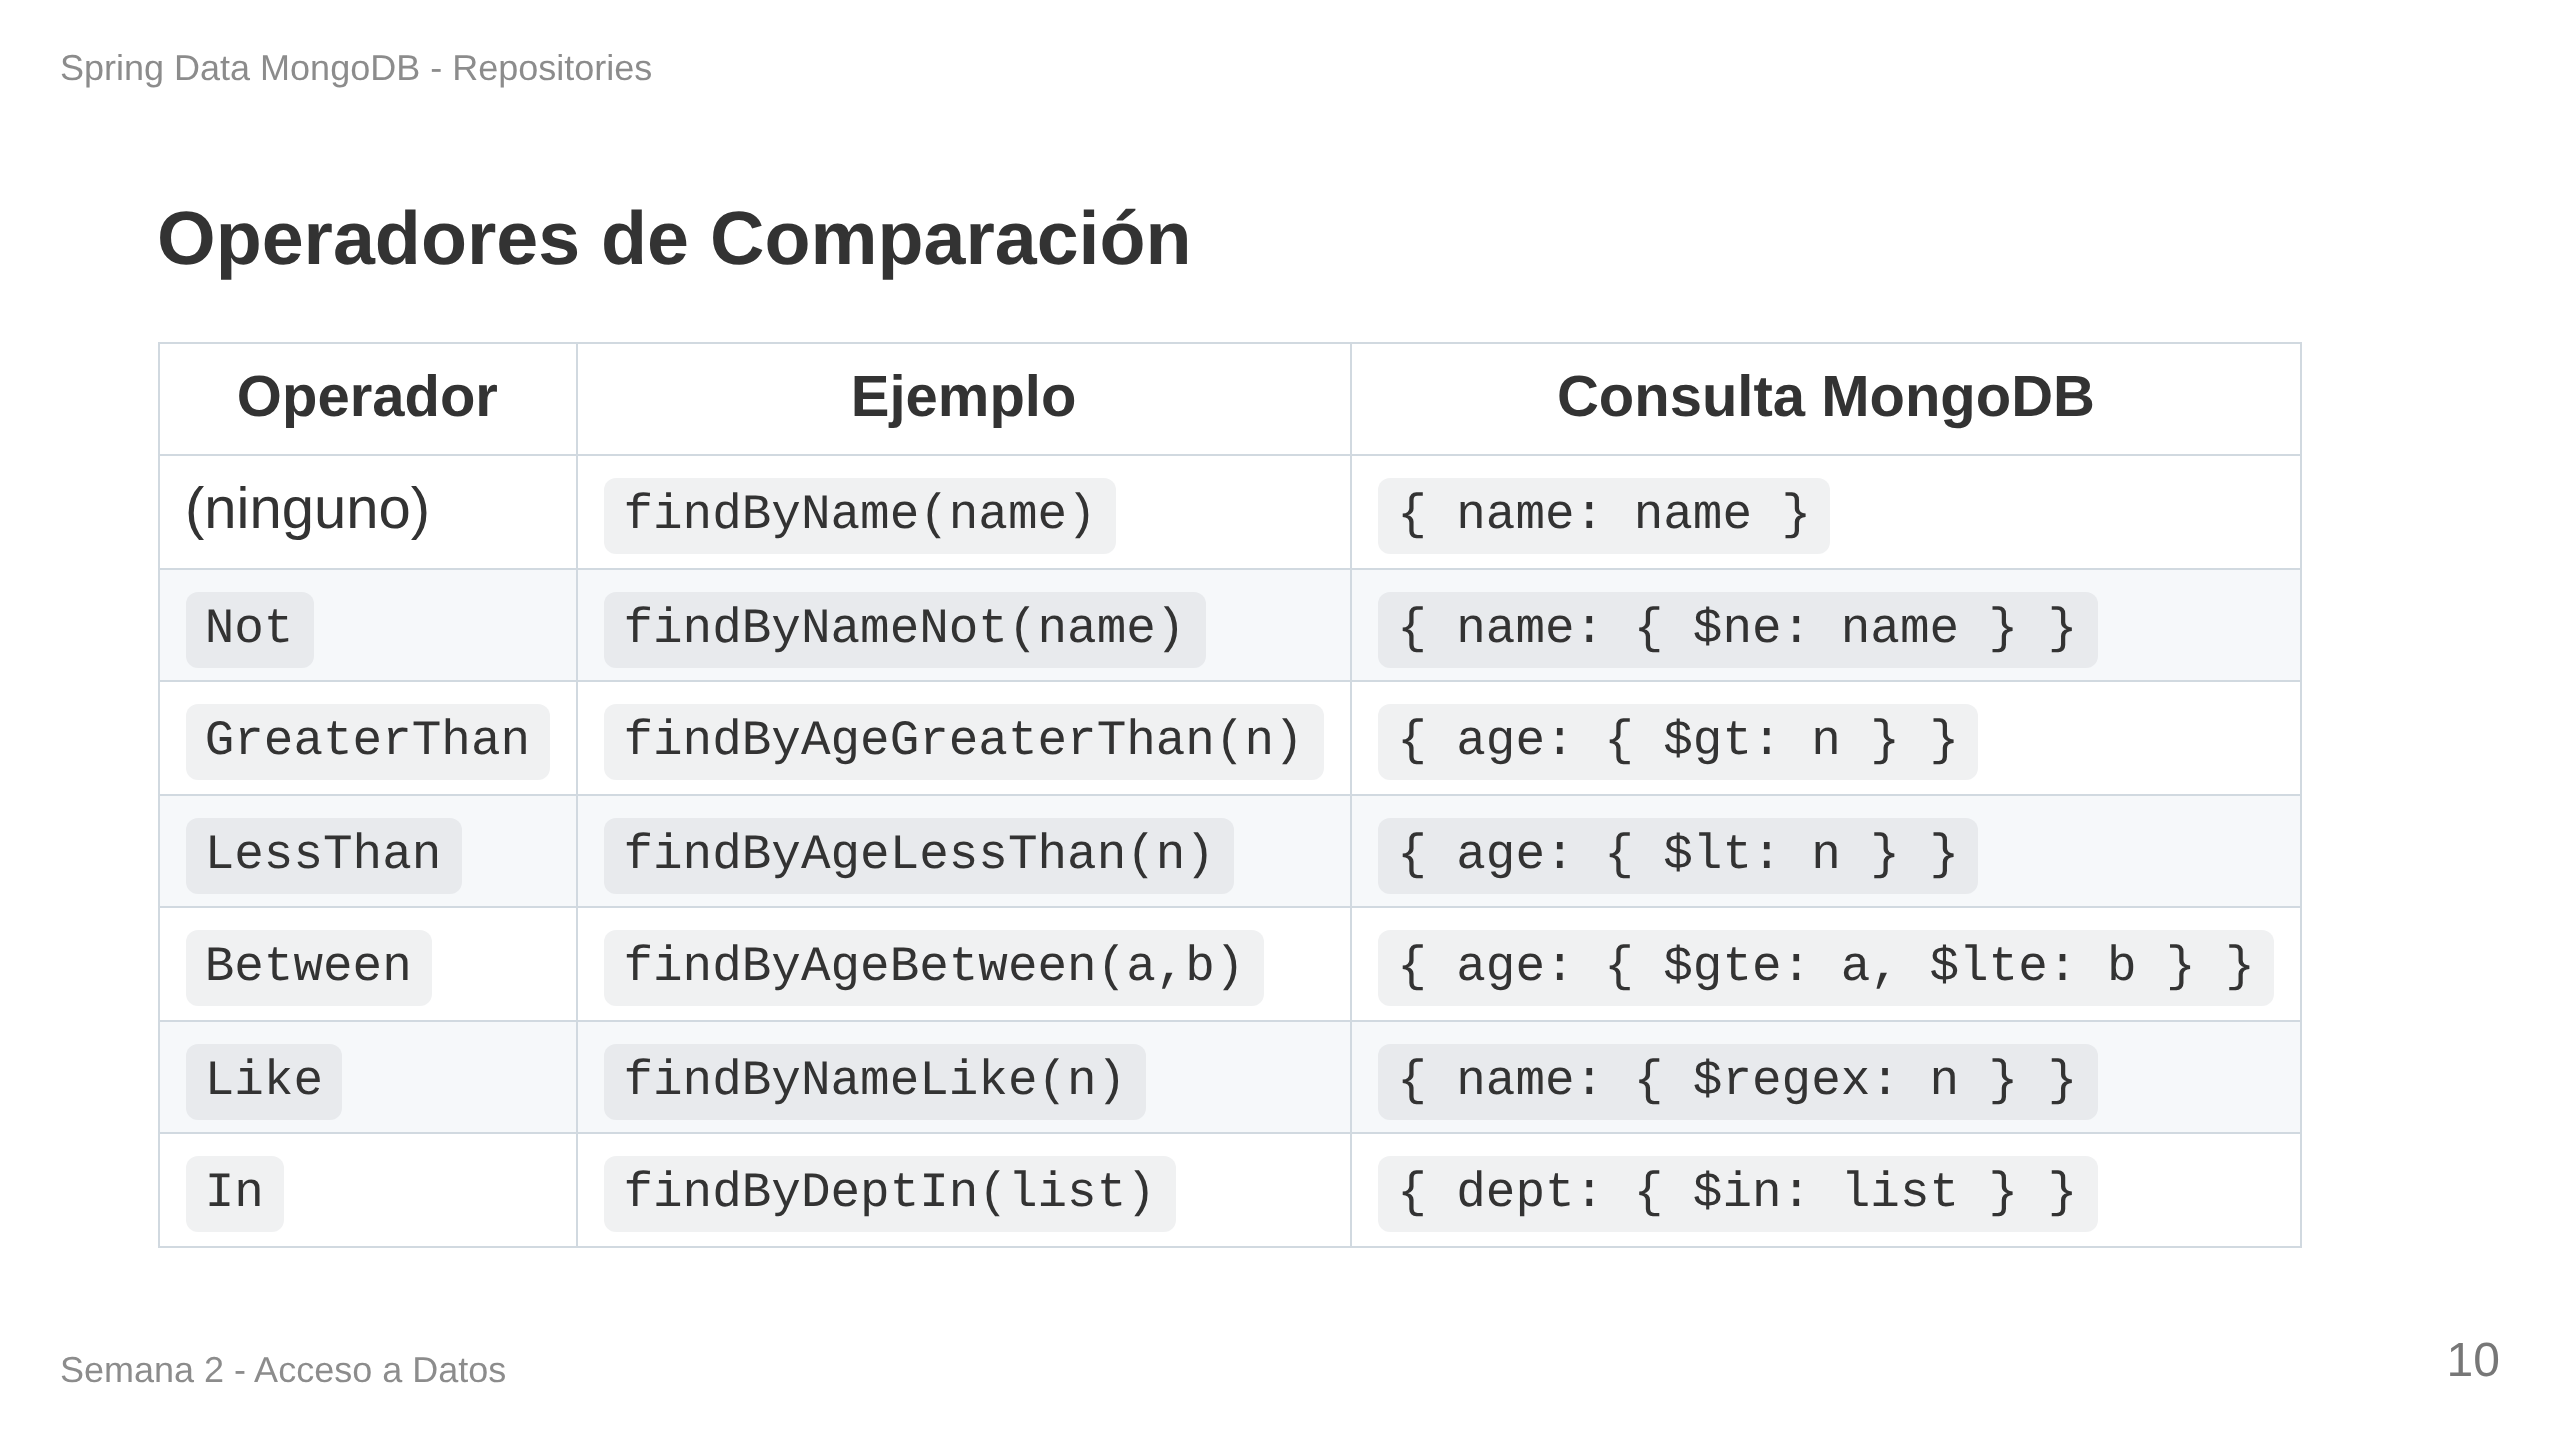 Spring Data MongoDB - Repositories
Operadores de Comparación
Operador Ejemplo Consulta MongoDB
(ninguno) findByName(name) { name: name }
Not findByNameNot(name) { name: { $ne: name } }
GreaterThan findByAgeGreaterThan(n) { age: { $gt: n } }
LessThan findByAgeLessThan(n) { age: { $lt: n } }
Between findByAgeBetween(a,b) { age: { $gte: a, $lte: b } }
Like findByNameLike(n) { name: { $regex: n } }
In findByDeptIn(list) { dept: { $in: list } }
Semana 2 - Acceso a Datos
10